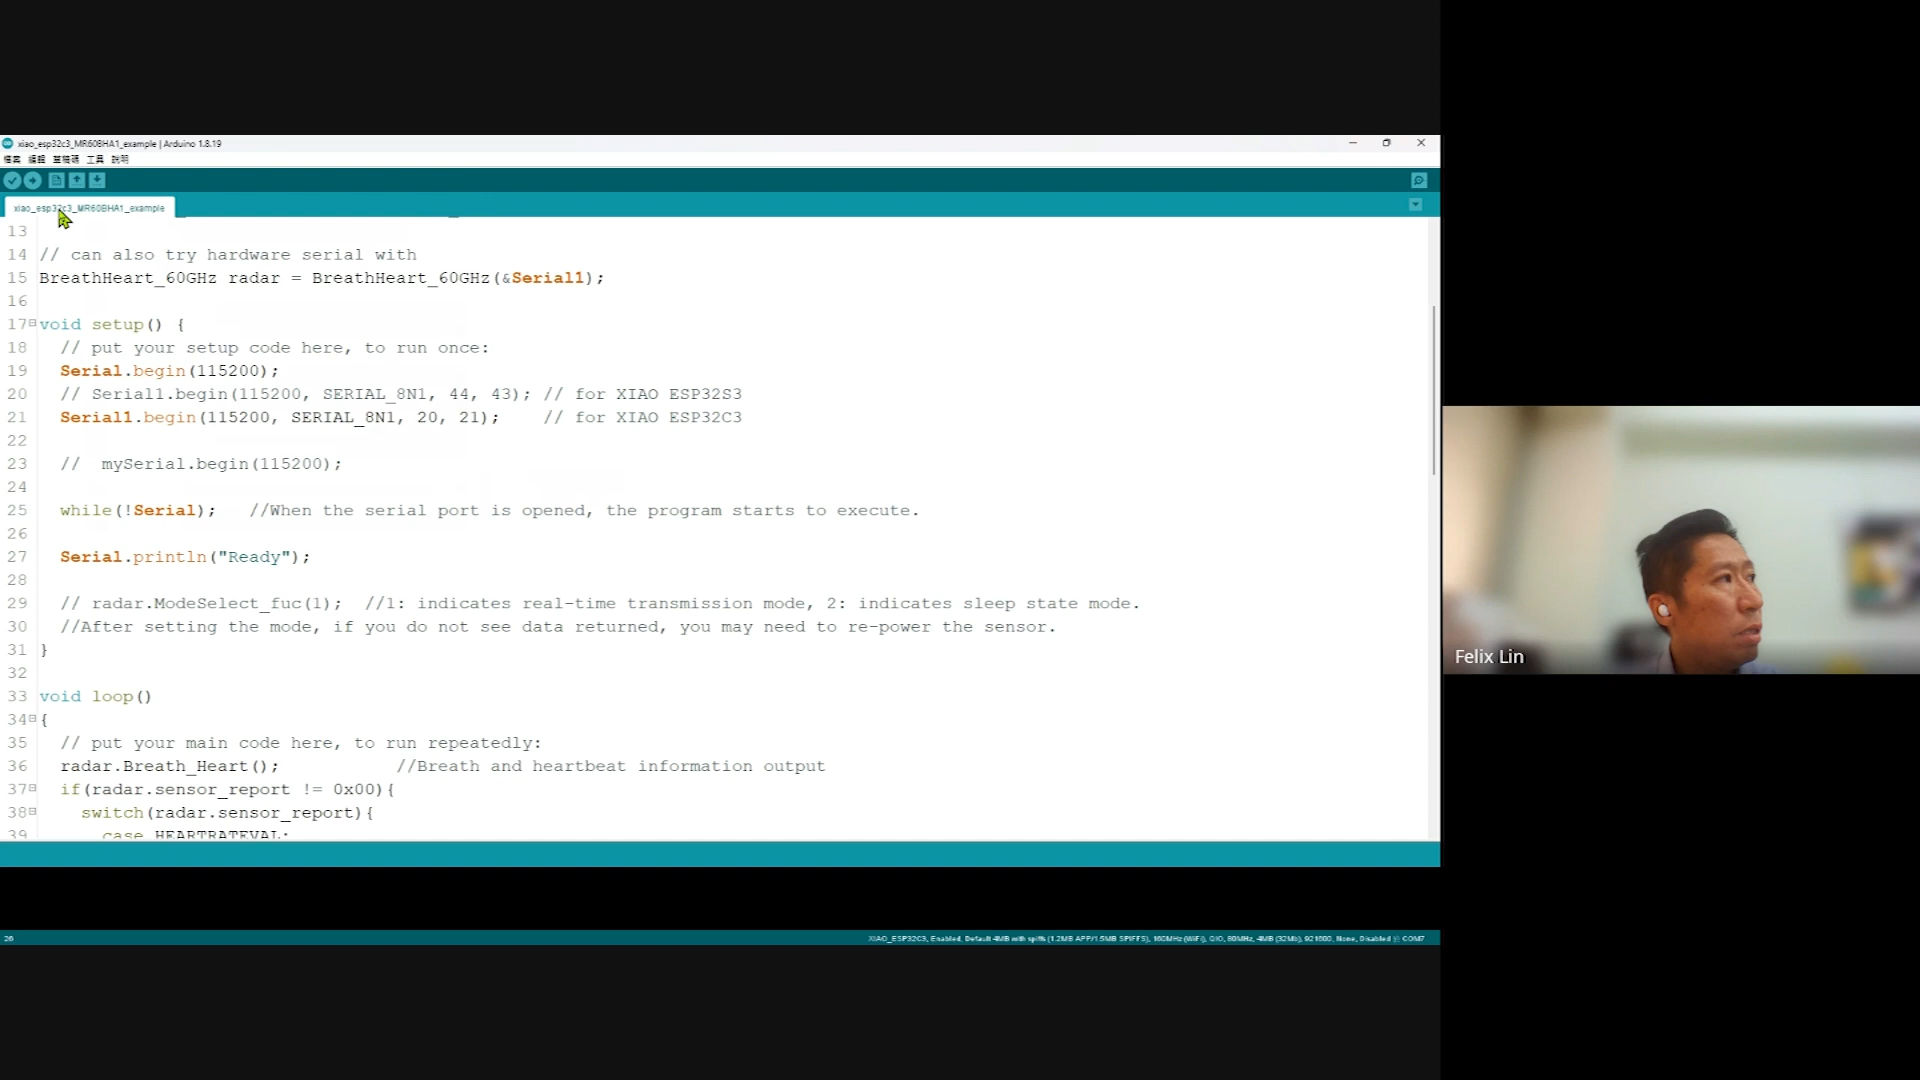 xiao_esp32c3_MR60BHA1_example | Arduino 1.8.19
檔案 編輯 草稿碼 工具 說明
xiao_esp32c3_MR60BHA1_example
13
14 // can also try hardware serial with
15 BreathHeart_60GHz radar = BreathHeart_60GHz(&Serial1);
16
17 void setup() {
18 // put your setup code here, to run once:
19 Serial.begin(115200);
20 // Serial1.begin(115200, SERIAL_8N1, 44, 43); // for XIAO ESP32S3
21 Serial1.begin(115200, SERIAL_8N1, 20, 21); // for XIAO ESP32C3
22
23 // mySerial.begin(115200);
24
25 while(!Serial); //When the serial port is opened, the program starts to execute.
26
27 Serial.println("Ready");
28
29 // radar.ModeSelect_fuc(1); //1: indicates real-time transmission mode, 2: indicates sleep state mode.
30 //After setting the mode, if you do not see data returned, you may need to re-power the sensor.
31 }
32
33 void loop()
34 {
35 // put your main code here, to run repeatedly:
36 radar.Breath_Heart(); //Breath and heartbeat information output
37 if(radar.sensor_report != 0x00){
38 switch(radar.sensor_report){
39 case HEARTRATEVAL:
Felix Lin
26
XIAO_ESP32C3, Enabled, Default 4MB with spiffs (1.2MB APP/1.5MB SPIFFS), 160MHz (WiFi), QIO, 80MHz, 4MB (32Mb), 921600, None, Disabled 於 COM7